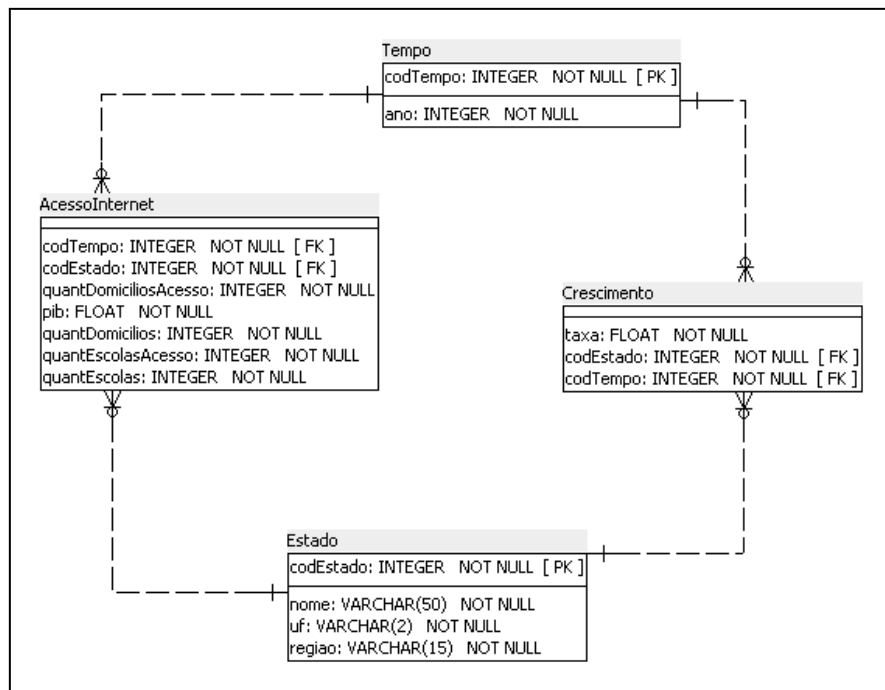 Tempo
codTempo: INTEGER NOT NULL [ PK ]
ano: INTEGER NOT NULL
AcessoInternet
codTempo: INTEGER NOT NULL [ FK ]
codEstado: INTEGER NOT NULL [ FK ]
quantDomiciliosAcesso: INTEGER NOT NULL
pib: FLOAT NOT NULL
quantDomicilios: INTEGER NOT NULL
quantEscolasAcesso: INTEGER NOT NULL
quantEscolas: INTEGER NOT NULL
Crescimento
taxa: FLOAT NOT NULL
codEstado: INTEGER NOT NULL [ FK ]
codTempo: INTEGER NOT NULL [ FK ]
Estado
codEstado: INTEGER NOT NULL [ PK ]
nome: VARCHAR(50) NOT NULL
uf: VARCHAR(2) NOT NULL
regiao: VARCHAR(15) NOT NULL